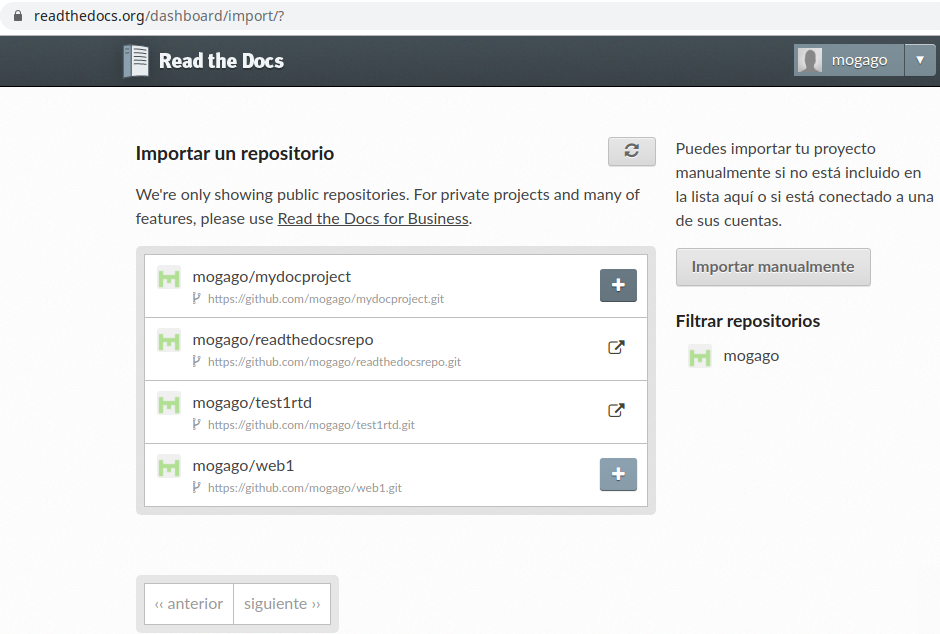 readthedocs.org/dashboard/import/?
Read the Docs
mogago
Importar un repositorio
We're only showing public repositories. For private projects and many of
features, please use Read the Docs for Business.
mogago/mydocproject
https://github.com/mogago/mydocproject.git
mogago/readthedocsrepo
https://github.com/mogago/readthedocsrepo.git
mogago/test1rtd
https://github.com/mogago/test1rtd.git
mogago/web1
https://github.com/mogago/web1.git
‹‹ anterior siguiente ››
Puedes importar tu proyecto
manualmente si no está incluido en
la lista aquí o si está conectado a una
de sus cuentas.
Importar manualmente
Filtrar repositorios
mogago